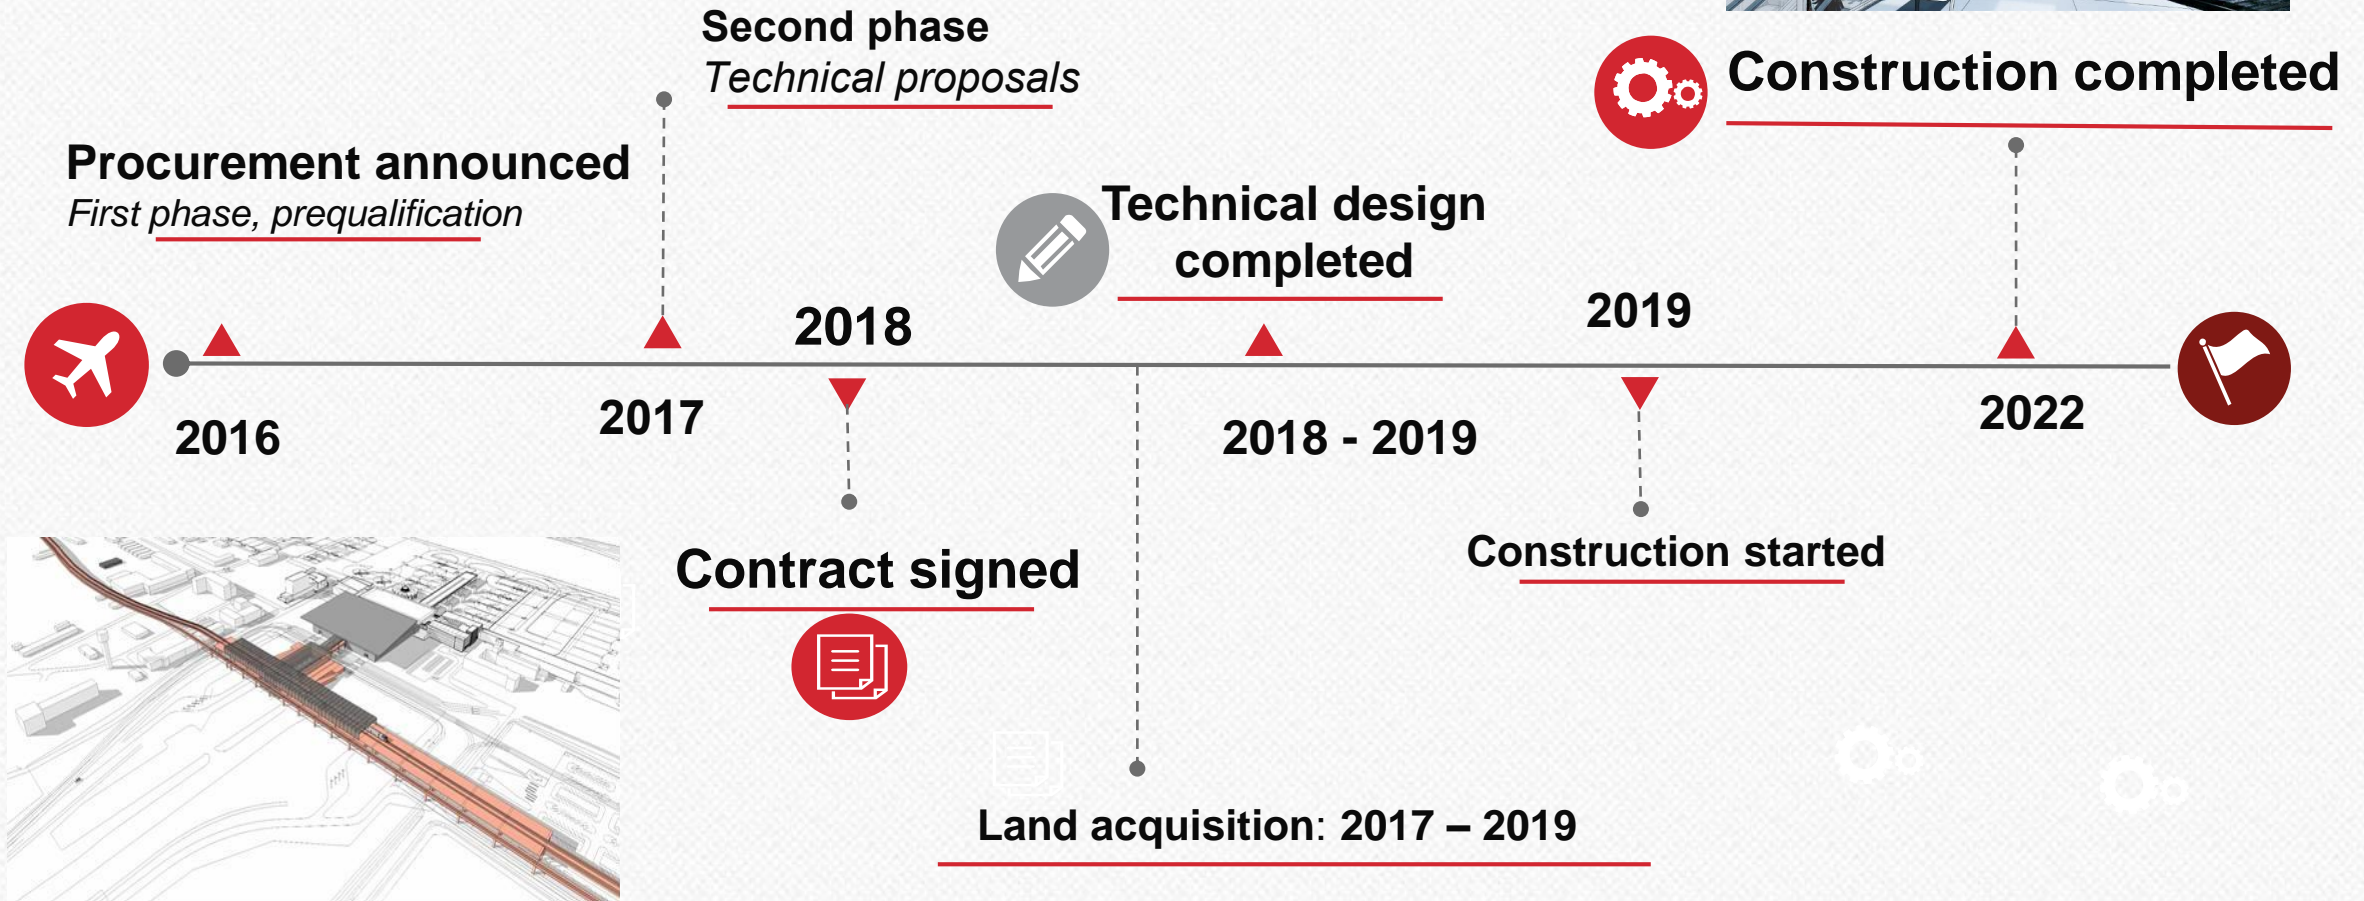 Second phase
Technical proposals
Construction completed
Procurement announced
First phase, prequalification
Technical design
completed
2018
2019
2016
2017
2018 - 2019
2022
Contract signed
Construction started
Land acquisition: 2017 – 2019